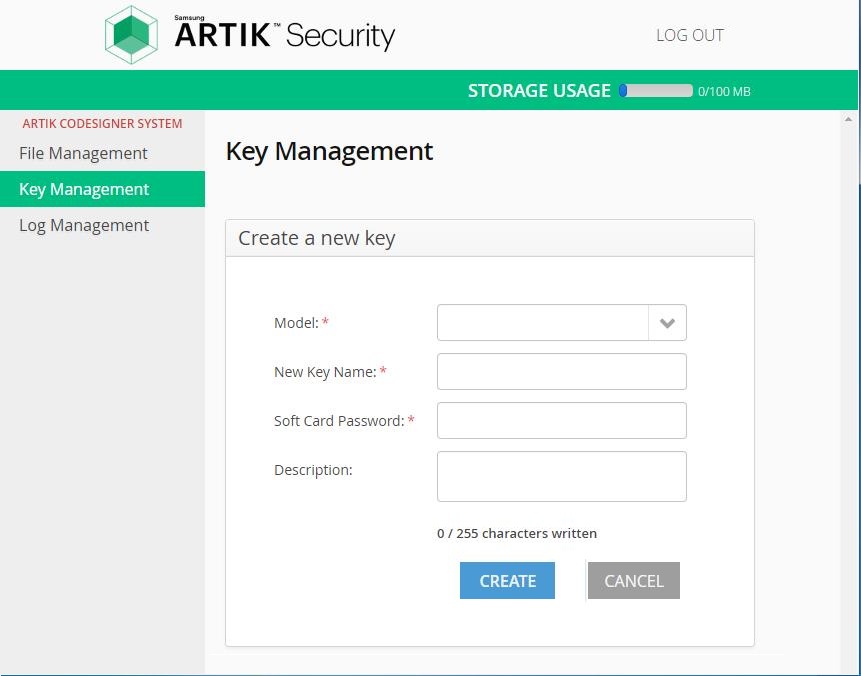 Samsung
ARTIK™ Security
LOG OUT
STORAGE USAGE 0/100 MB
ARTIK CODESIGNER SYSTEM
File Management
Key Management
Log Management
Key Management
Create a new key
Model: *
New Key Name: *
Soft Card Password: *
Description:
0 / 255 characters written
CREATE CANCEL